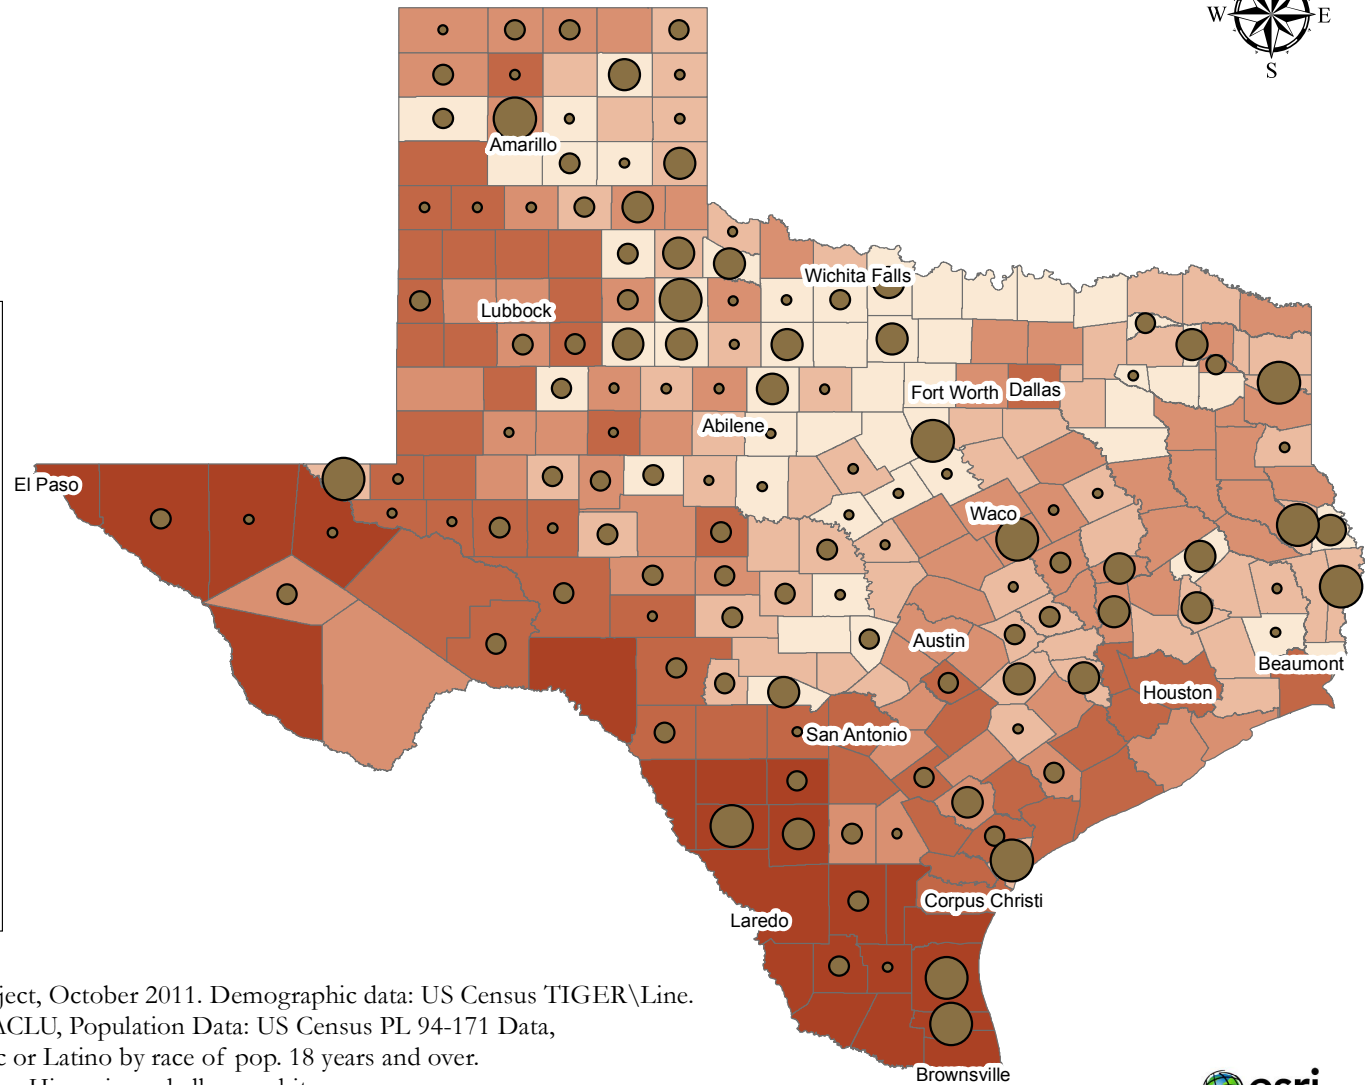 W E
S
Amarillo
Wichita Falls
Lubbock
Fort Worth Dallas
Abilene
El Paso
Waco
Austin
Beaumont
Houston
San Antonio
Corpus Christi
Laredo
ject, October 2011. Demographic data: US Census TIGER\Line.
ACLU, Population Data: US Census PL 94-171 Data,
c or Latino by race of pop. 18 years and over.
Brownsville
esri